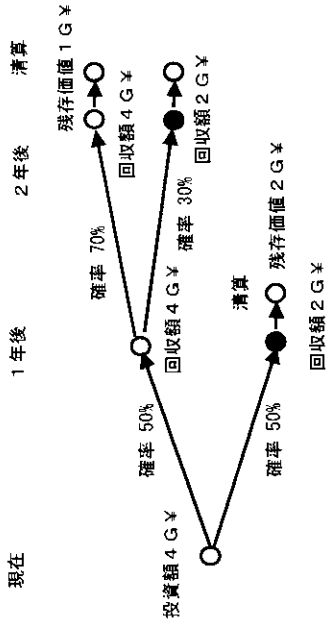 現在
1年後
2年後
清算
投資額4G¥
確率 50%
確率 50%
回収額4G¥
確率 70%
確率 30%
残存価値1G¥
回収額4G¥
回収額2G¥
清算
残存価値2G¥
回収額2G¥